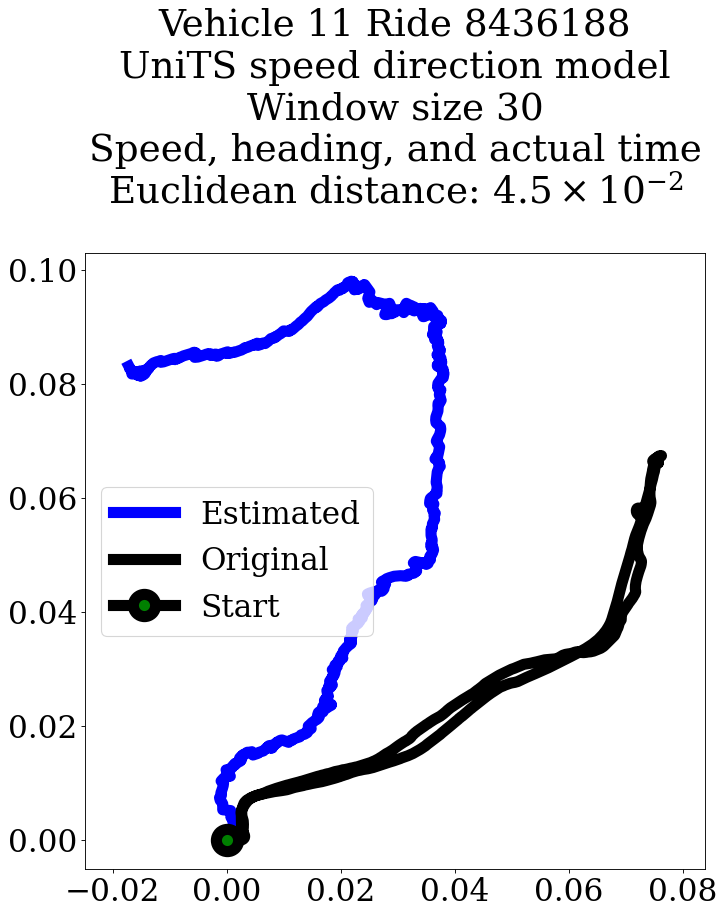 Vehicle 11 Ride 8436188
UniTS speed direction model
Window size 30
Speed, heading, and actual time
Euclidean distance: 4.5 × 10⁻²
0.10
0.08
0.06
0.04
0.02
0.00
Estimated
Original
Start
−0.02 0.00 0.02 0.04 0.06 0.08